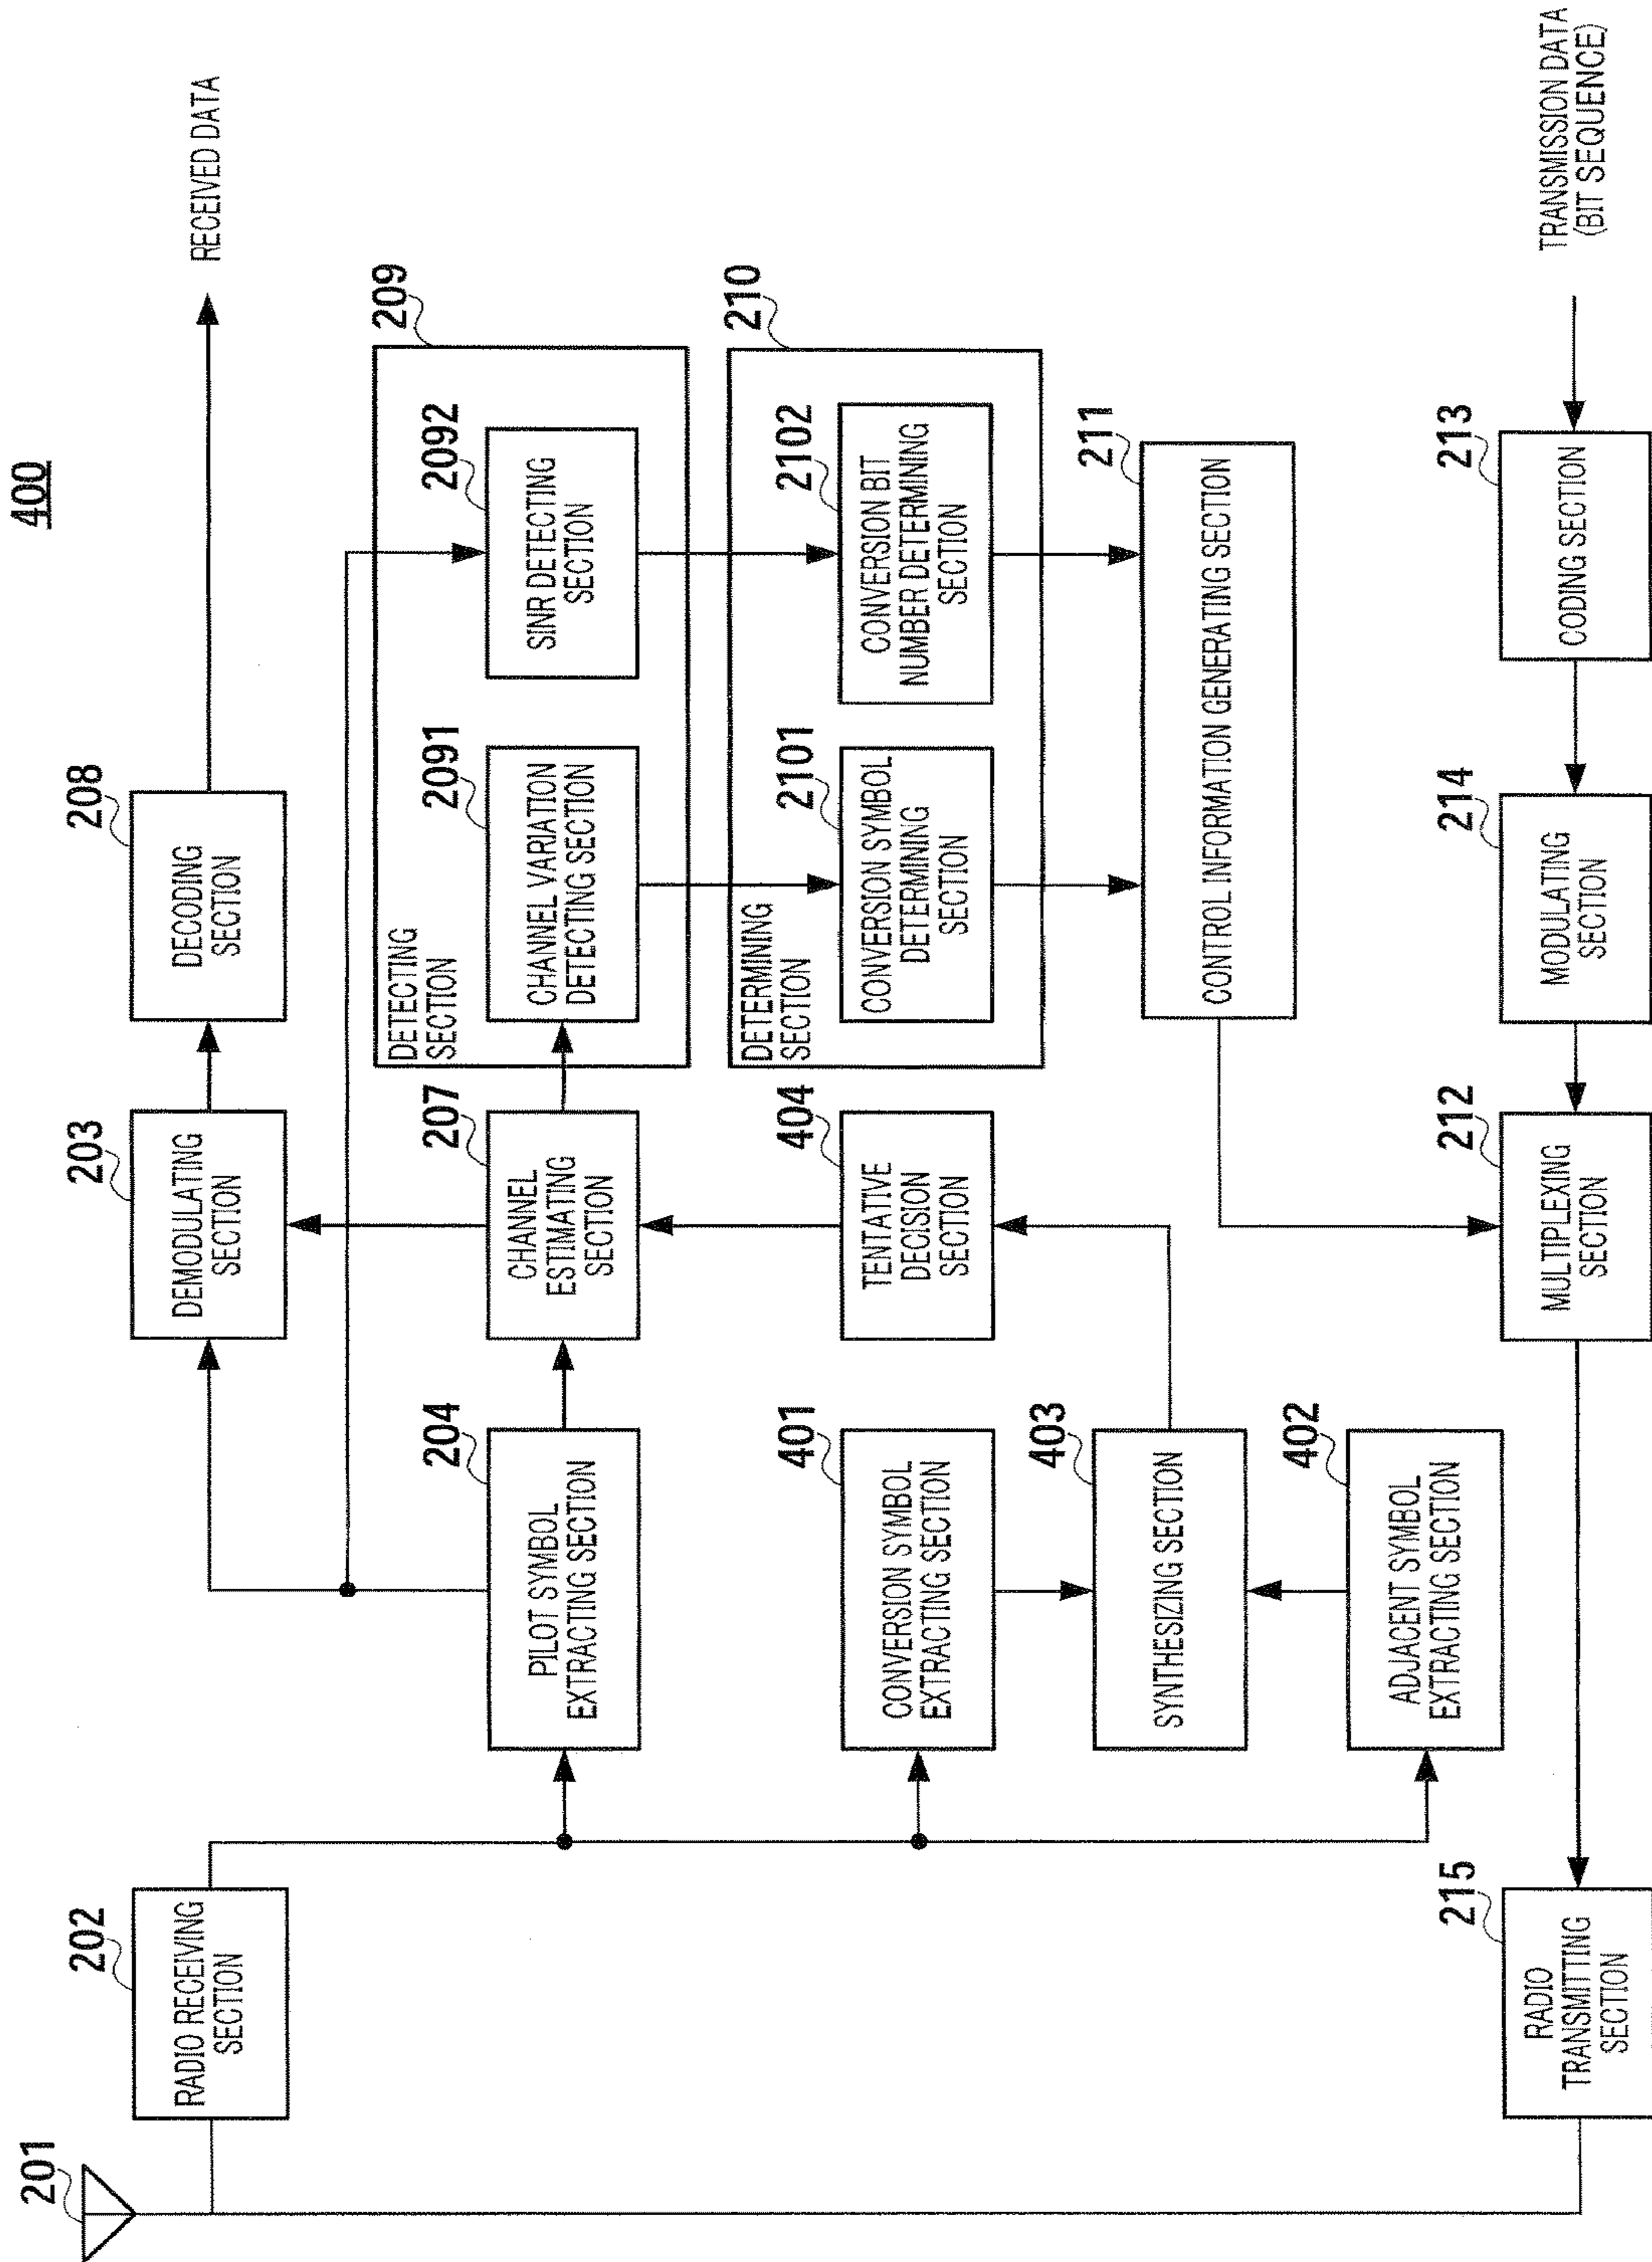 400
201
202
RADIO RECEIVING
SECTION
203
DEMODULATING
SECTION
208
DECODING
SECTION
RECEIVED DATA
204
PILOT SYMBOL
EXTRACTING SECTION
207
CHANNEL
ESTIMATING
SECTION
209
DETECTING
SECTION
2091
CHANNEL VARIATION
DETECTING SECTION
2092
SINR DETECTING
SECTION
401
CONVERSION SYMBOL
EXTRACTING SECTION
404
TENTATIVE
DECISION
SECTION
210
DETERMINING
SECTION
2101
CONVERSION SYMBOL
DETERMINING
SECTION
2102
CONVERSION BIT
NUMBER DETERMINING
SECTION
403
SYNTHESIZING SECTION
211
CONTROL INFORMATION GENERATING SECTION
402
ADJACENT SYMBOL
EXTRACTING SECTION
215
RADIO
TRANSMITTING
SECTION
212
MULTIPLEXING
SECTION
214
MODULATING
SECTION
213
CODING SECTION
TRANSMISSION DATA
(BIT SEQUENCE)